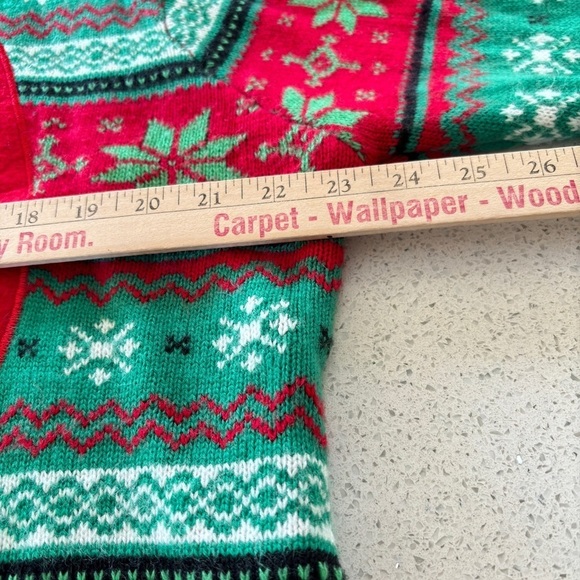 18 19 20 21 22 23 24 25 26
y Room. Carpet - Wallpaper - Wood